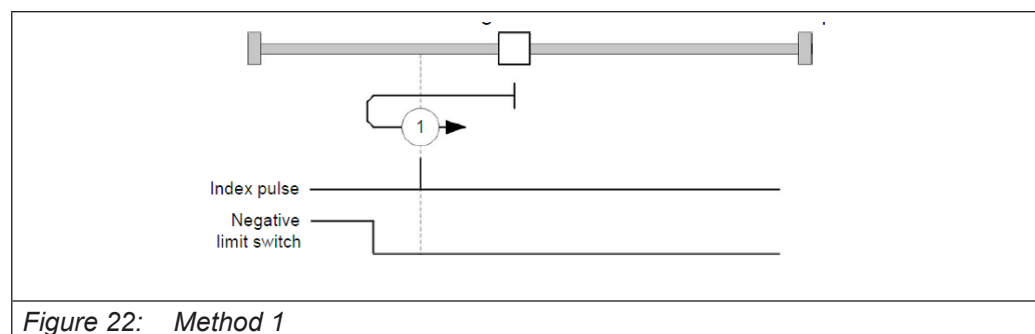 1
Index pulse
Negative
limit switch
Figure 22: Method 1